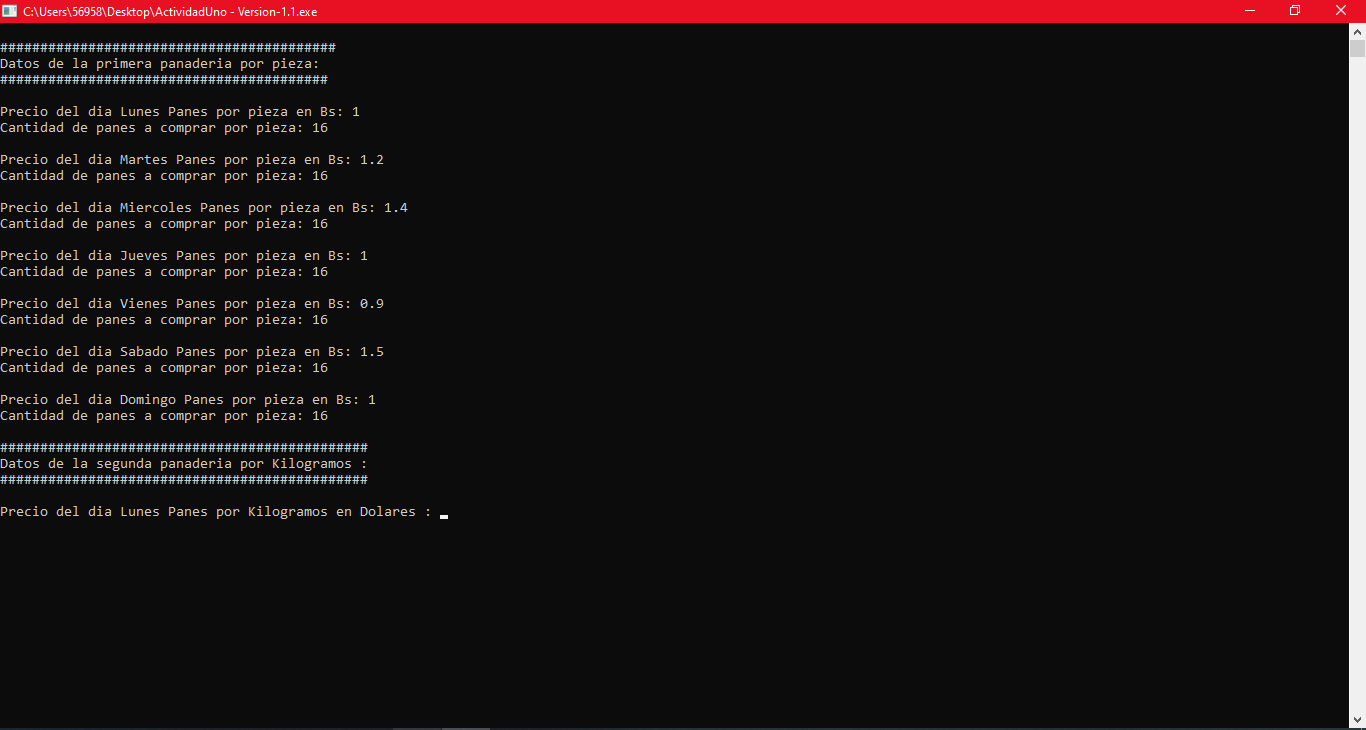 C:\Users\56958\Desktop\ActividadUno - Version-1.1.exe
##########################################
Datos de la primera panaderia por pieza:
#########################################
Precio del dia Lunes Panes por pieza en Bs: 1
Cantidad de panes a comprar por pieza: 16
Precio del dia Martes Panes por pieza en Bs: 1.2
Cantidad de panes a comprar por pieza: 16
Precio del dia Miercoles Panes por pieza en Bs: 1.4
Cantidad de panes a comprar por pieza: 16
Precio del dia Jueves Panes por pieza en Bs: 1
Cantidad de panes a comprar por pieza: 16
Precio del dia Vienes Panes por pieza en Bs: 0.9
Cantidad de panes a comprar por pieza: 16
Precio del dia Sabado Panes por pieza en Bs: 1.5
Cantidad de panes a comprar por pieza: 16
Precio del dia Domingo Panes por pieza en Bs: 1
Cantidad de panes a comprar por pieza: 16
##############################################
Datos de la segunda panaderia por Kilogramos :
##############################################
Precio del dia Lunes Panes por Kilogramos en Dolares :